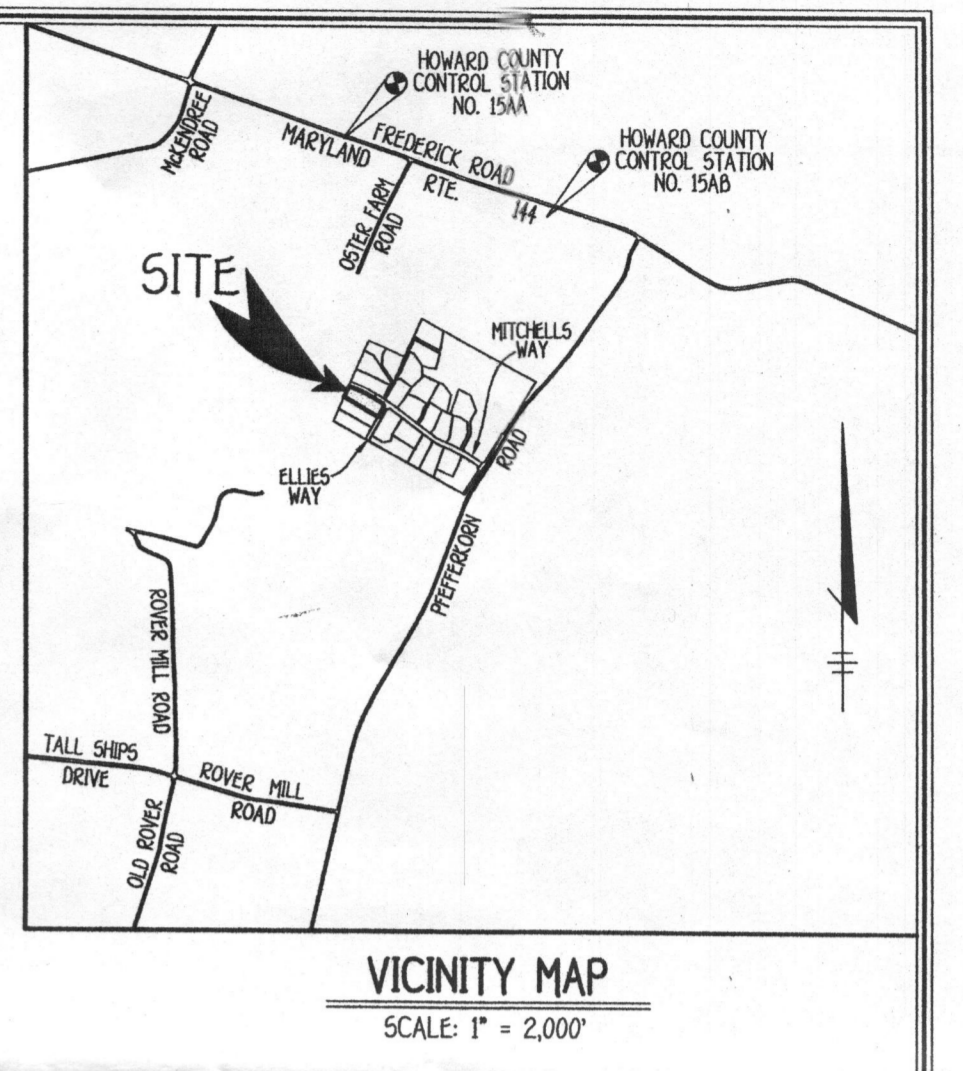 HOWARD COUNTY
CONTROL STATION
NO. 15AA
HOWARD COUNTY
CONTROL STATION
NO. 15AB
McKENDREE
ROAD
MARYLAND
FREDERICK ROAD
RTE.
144
OSTER FARM
ROAD
SITE
MITCHELLS
WAY
ROAD
ELLIES
WAY
PFEFFERKORN
ROVER MILL ROAD
TALL SHIPS
DRIVE
ROVER MILL
ROAD
OLD ROVER
ROAD
VICINITY MAP
SCALE: 1" = 2,000'